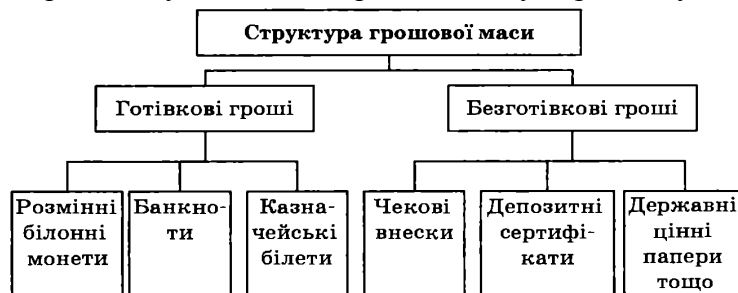 Структура грошової маси
Готівкові гроші
Безготівкові гроші
Розмінні
білонні
монети
Банкно-
ти
Казна-
чейські
білети
Чекові
внески
Депозитні
сертифі-
кати
Державні
цінні
папери
тощо